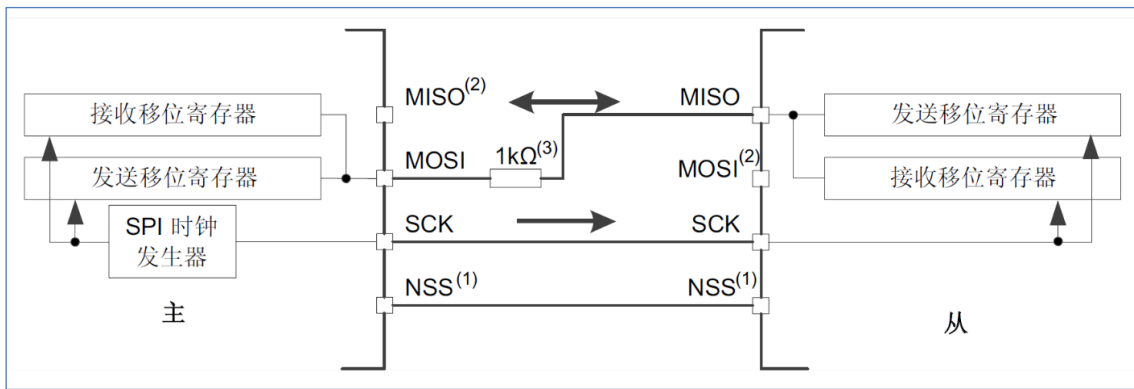 MISO(2)
MISO
接收移位寄存器
发送移位寄存器
MOSI
1kΩ(3)
MOSI(2)
发送移位寄存器
接收移位寄存器
SPI 时钟
发生器
SCK
SCK
NSS(1)
NSS(1)
主
从